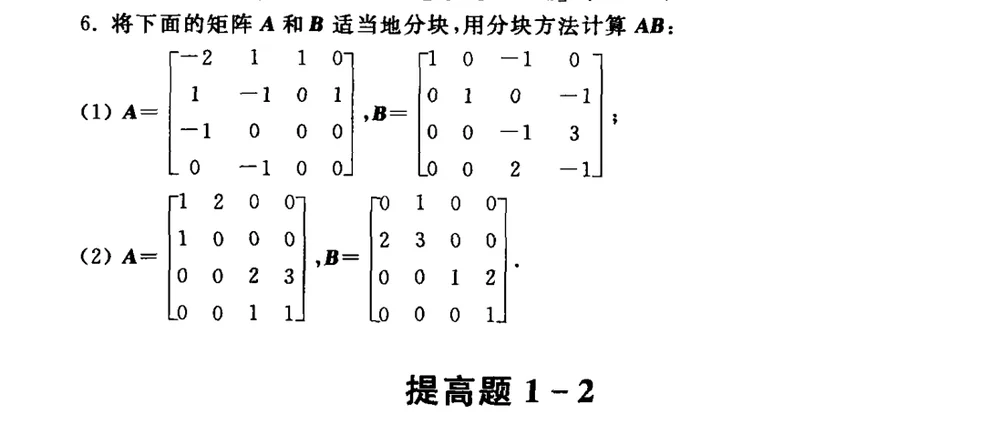 6. 将下面的矩阵 A 和 B 适当地分块,用分块方法计算 AB:
(1) A=
-2 1 1 0
1 -1 0 1
-1 0 0 0
0 -1 0 0
,B=
1 0 -1 0
0 1 0 -1
0 0 -1 3
0 0 2 -1
;
(2) A=
1 2 0 0
1 0 0 0
0 0 2 3
0 0 1 1
,B=
0 1 0 0
2 3 0 0
0 0 1 2
0 0 0 1
.
提高题 1-2